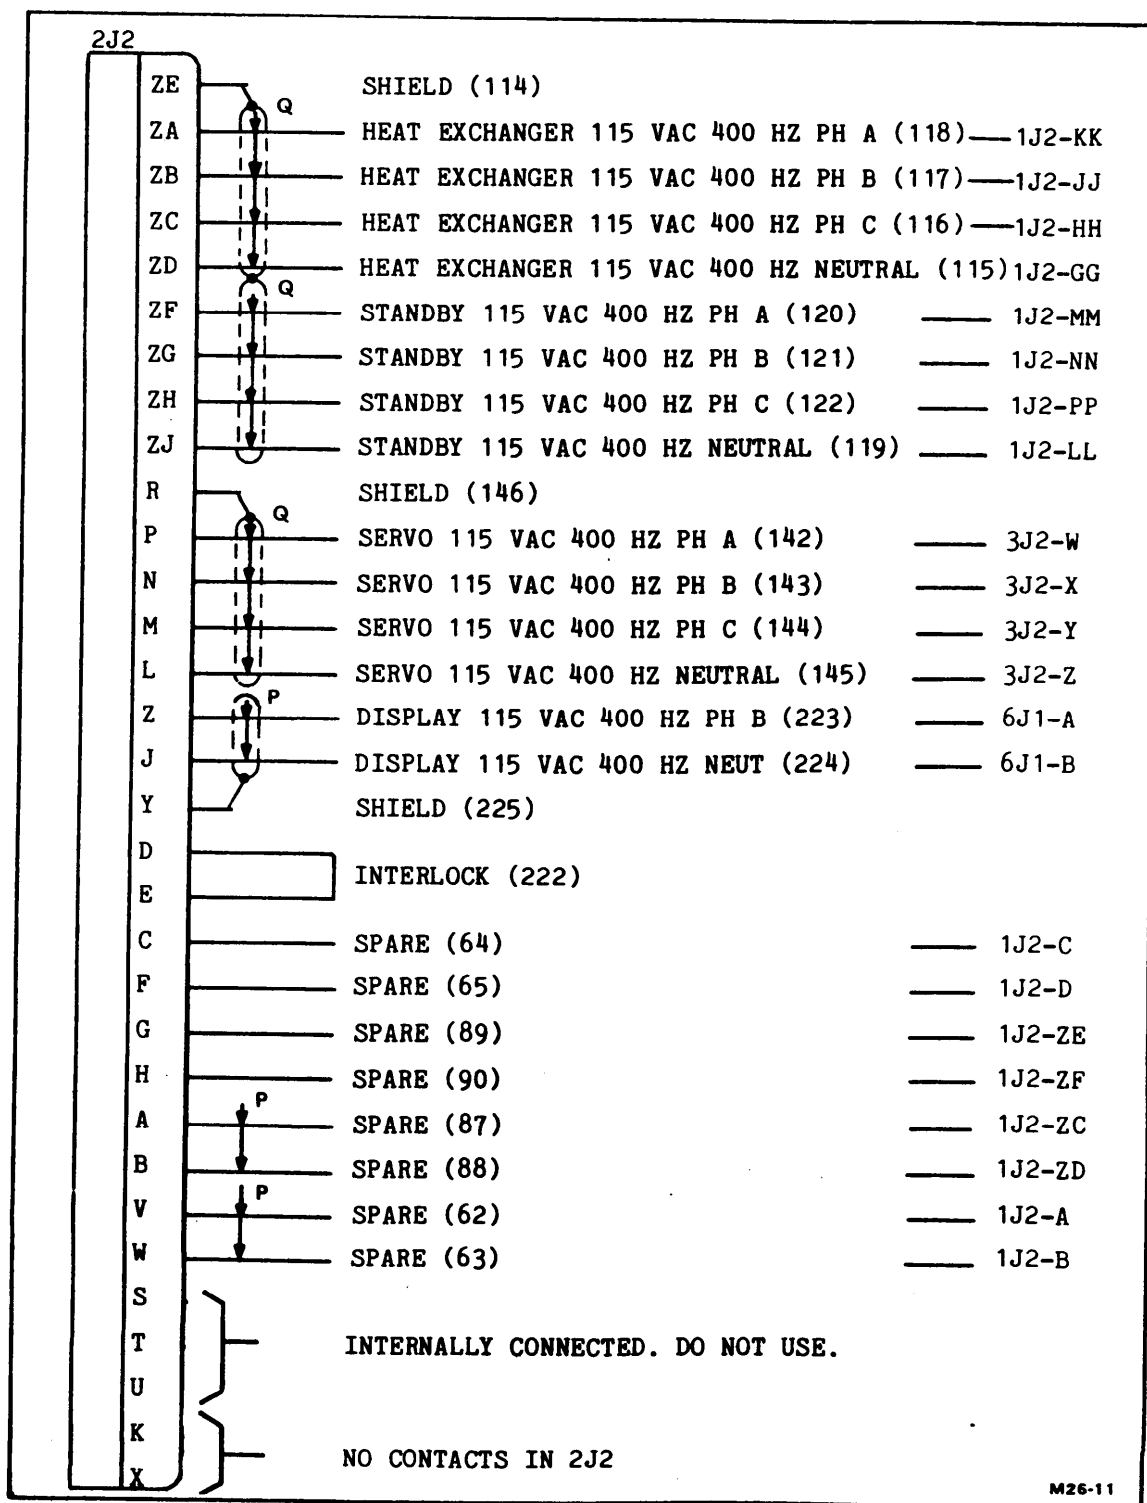 2J2
ZE SHIELD (114)
Q
ZA HEAT EXCHANGER 115 VAC 400 HZ PH A (118) 1J2-KK
ZB HEAT EXCHANGER 115 VAC 400 HZ PH B (117) 1J2-JJ
ZC HEAT EXCHANGER 115 VAC 400 HZ PH C (116) 1J2-HH
ZD HEAT EXCHANGER 115 VAC 400 HZ NEUTRAL (115) 1J2-GG
Q
ZF STANDBY 115 VAC 400 HZ PH A (120) 1J2-MM
ZG STANDBY 115 VAC 400 HZ PH B (121) 1J2-NN
ZH STANDBY 115 VAC 400 HZ PH C (122) 1J2-PP
ZJ STANDBY 115 VAC 400 HZ NEUTRAL (119) 1J2-LL
R SHIELD (146)
Q
P SERVO 115 VAC 400 HZ PH A (142) 3J2-W
N SERVO 115 VAC 400 HZ PH B (143) 3J2-X
M SERVO 115 VAC 400 HZ PH C (144) 3J2-Y
L SERVO 115 VAC 400 HZ NEUTRAL (145) 3J2-Z
P
Z DISPLAY 115 VAC 400 HZ PH B (223) 6J1-A
J DISPLAY 115 VAC 400 HZ NEUT (224) 6J1-B
Y SHIELD (225)
D
INTERLOCK (222)
E
C SPARE (64) 1J2-C
F SPARE (65) 1J2-D
G SPARE (89) 1J2-ZE
H SPARE (90) 1J2-ZF
P
A SPARE (87) 1J2-ZC
B SPARE (88) 1J2-ZD
P
V SPARE (62) 1J2-A
W SPARE (63) 1J2-B
S
T INTERNALLY CONNECTED. DO NOT USE.
U
K
NO CONTACTS IN 2J2
X
M26-11